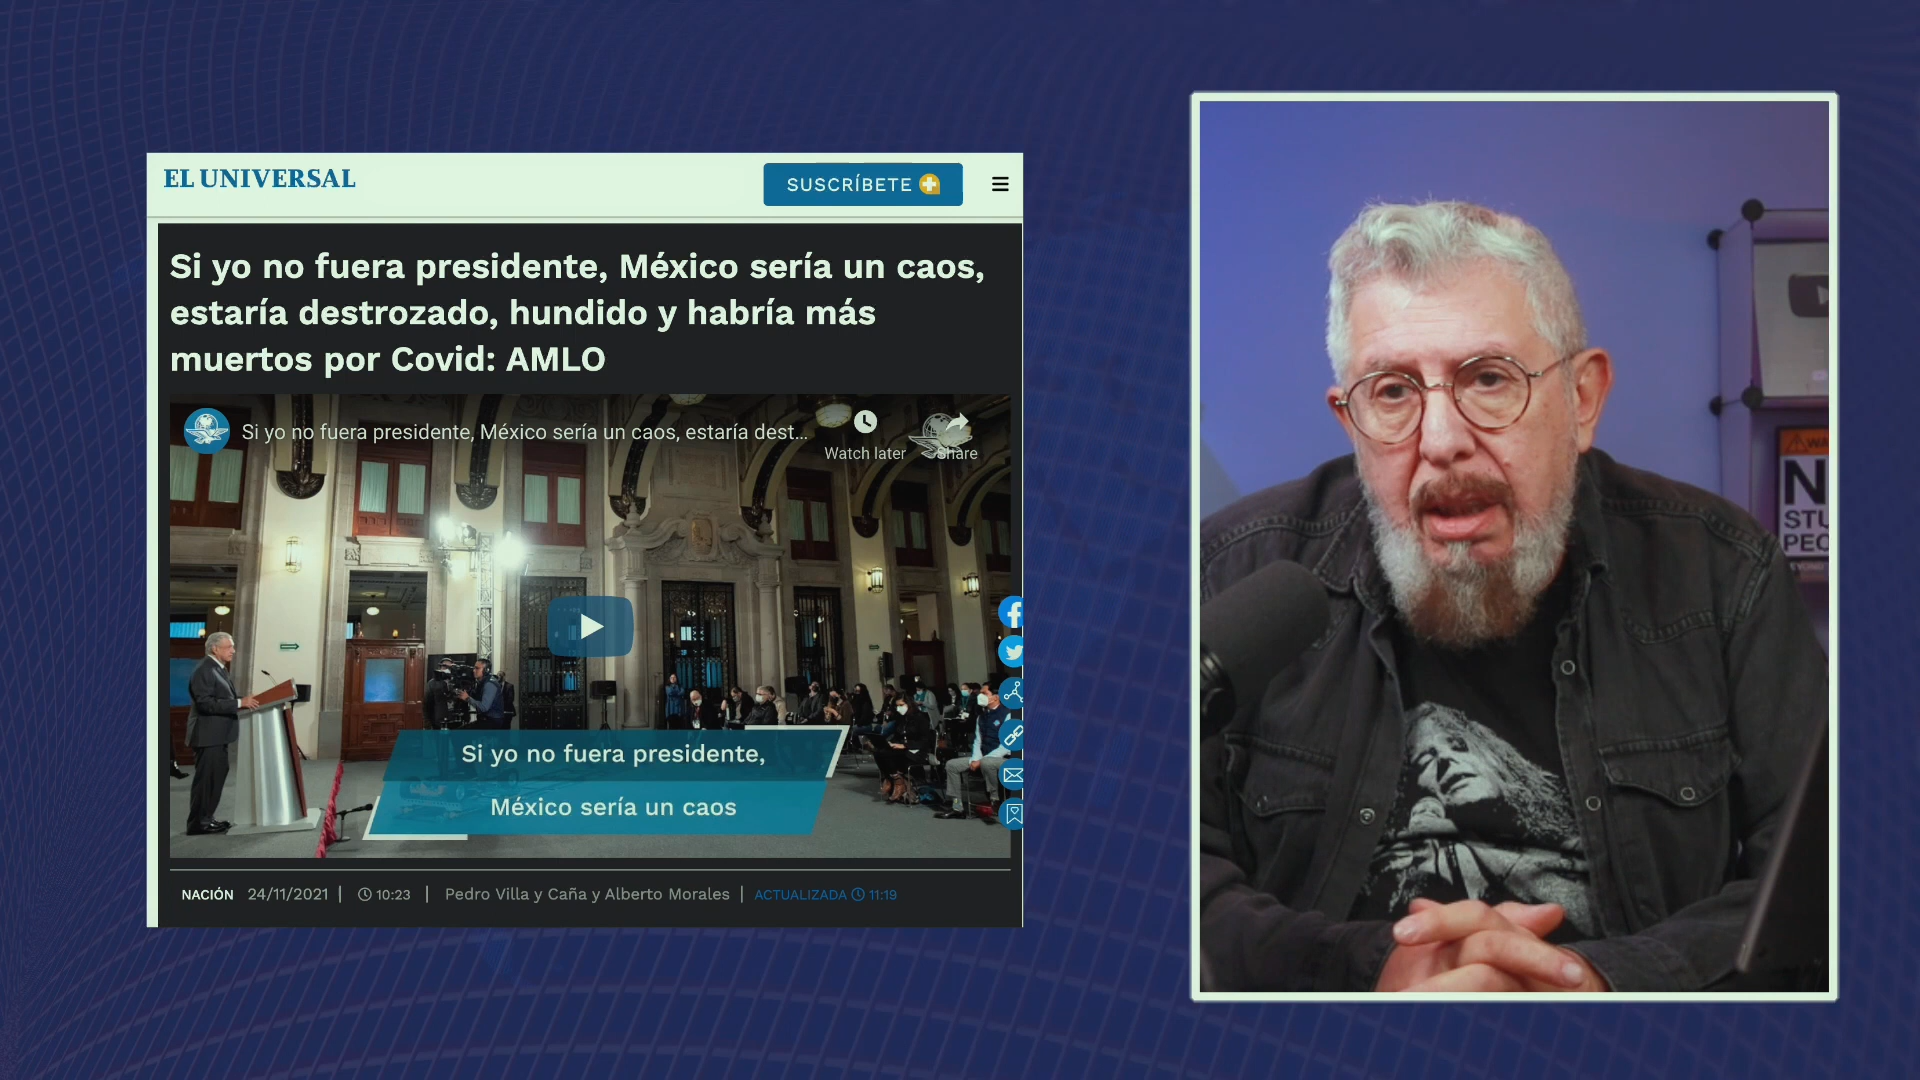 EL UNIVERSAL
SUSCRÍBETE
Si yo no fuera presidente, México sería un caos,
estaría destrozado, hundido y habría más
muertos por Covid: AMLO
Si yo no fuera presidente, México sería un caos, estaría dest...
Watch later
Share
Si yo no fuera presidente,
México sería un caos
NACIÓN 24/11/2021 | 10:23 | Pedro Villa y Caña y Alberto Morales | ACTUALIZADA 11:19
WA
N
STU
PEO